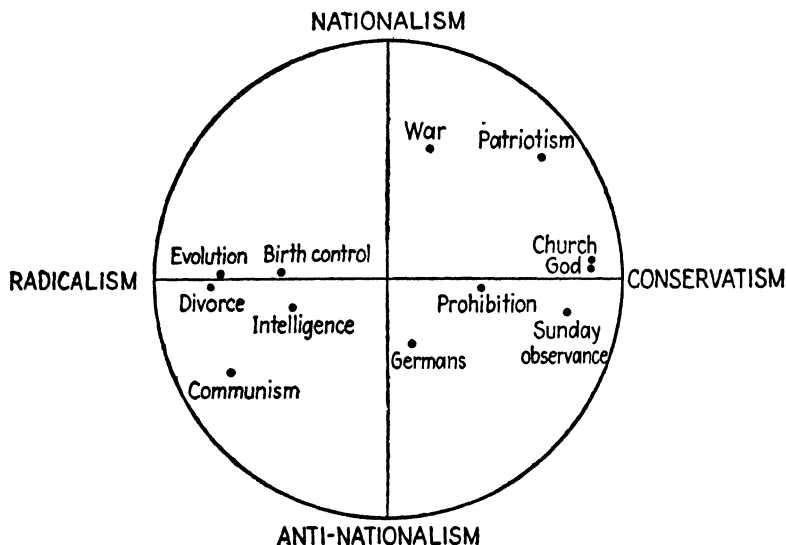 NATIONALISM
War
Patriotism
Church
God
Evolution
Birth control
RADICALISM
CONSERVATISM
Divorce
Intelligence
Prohibition
Sunday
observance
Germans
Communism
ANTI-NATIONALISM